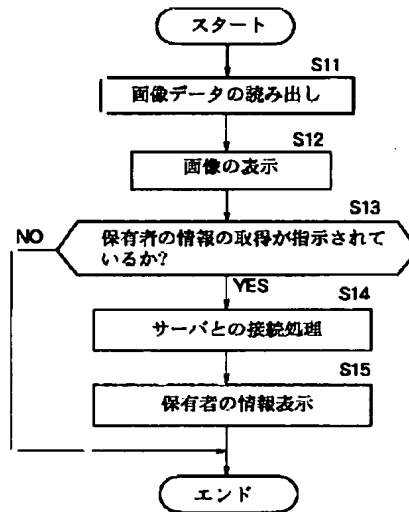 スタート
S11
画像データの読み出し
S12
画像の表示
S13
NO
保有者の情報の取得が指示されて
いるか?
YES
S14
サーバとの接続処理
S15
保有者の情報表示
エンド